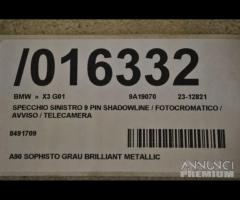 /016332
BMW » X3 G01 9A19070 23-12821
SPECCHIO SINISTRO 9 PIN SHADOWLINE / FOTOCROMATICO /
AVVISO / TELECAMERA
8491709
A90 SOPHISTO GRAU BRILLIANT METALLIC
ANNUNCI
PREMIUM